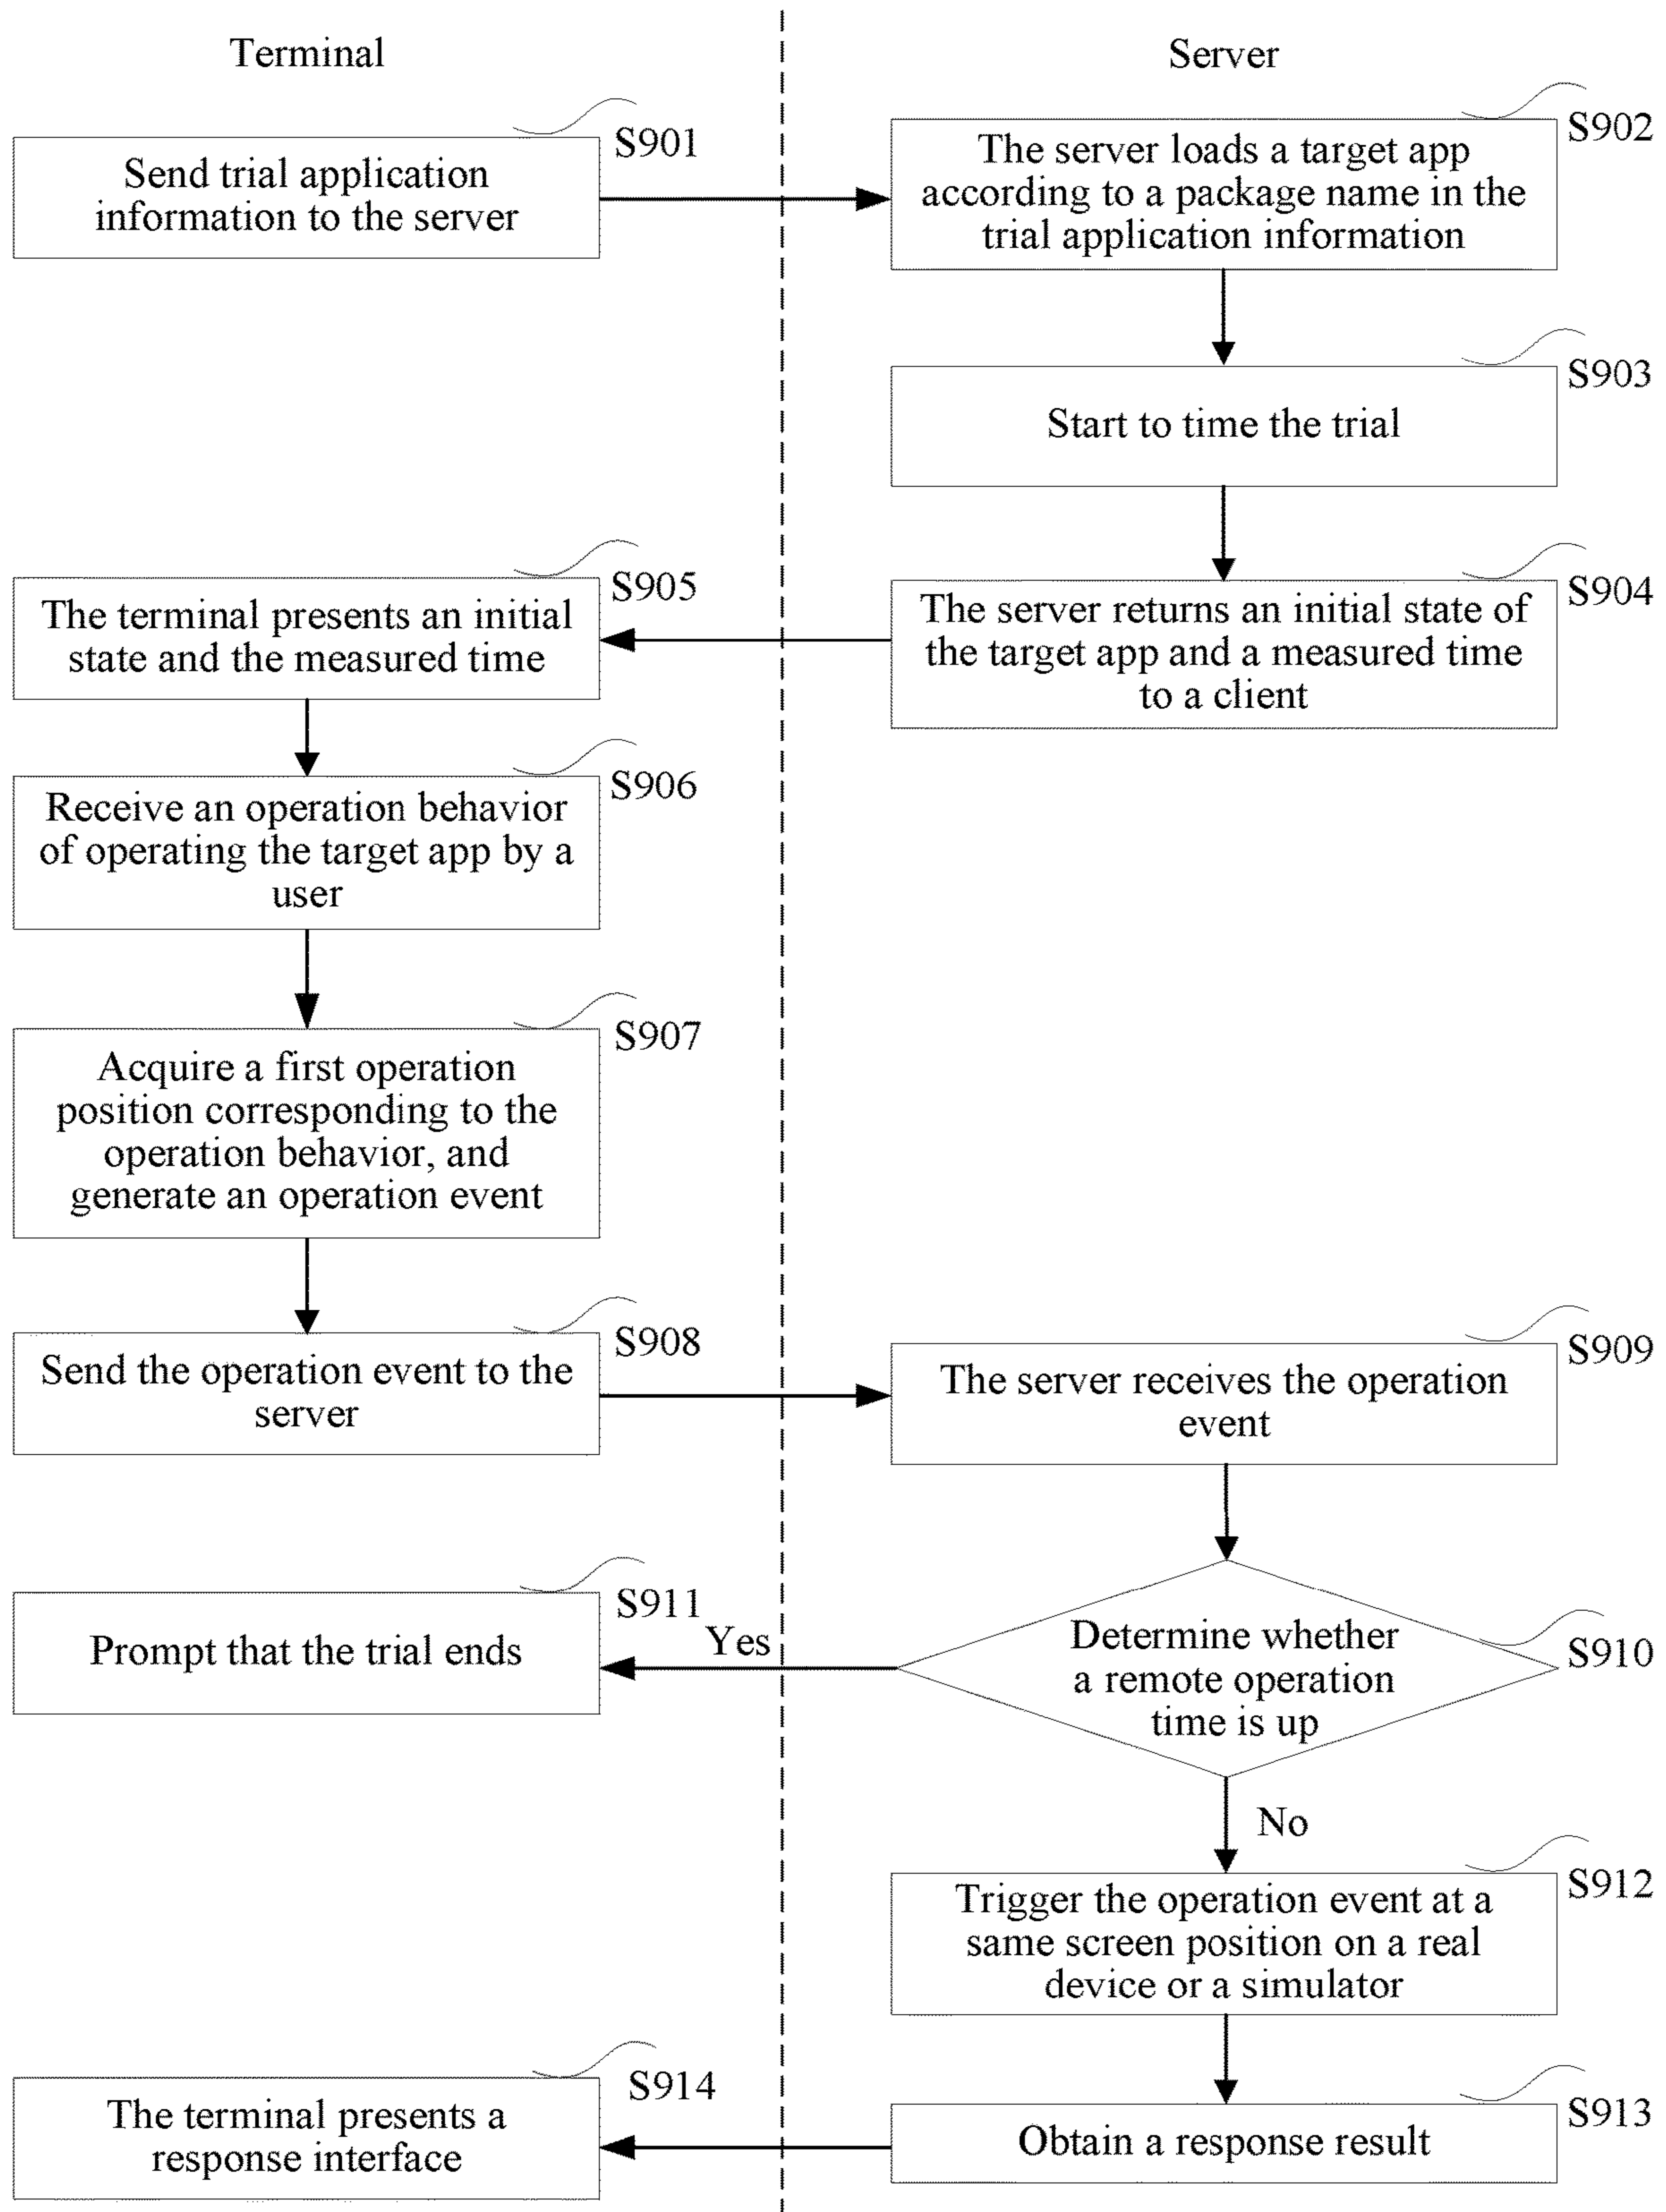 Terminal
Server
S901
Send trial application
information to the server
S902
The server loads a target app
according to a package name in the
trial application information
S903
Start to time the trial
S905
The terminal presents an initial
state and the measured time
S904
The server returns an initial state of
the target app and a measured time
to a client
S906
Receive an operation behavior
of operating the target app by a
user
S907
Acquire a first operation
position corresponding to the
operation behavior, and
generate an operation event
S908
Send the operation event to the
server
S909
The server receives the operation
event
S911
Prompt that the trial ends
Yes
S910
Determine whether
a remote operation
time is up
No
S912
Trigger the operation event at a
same screen position on a real
device or a simulator
S914
The terminal presents a
response interface
S913
Obtain a response result